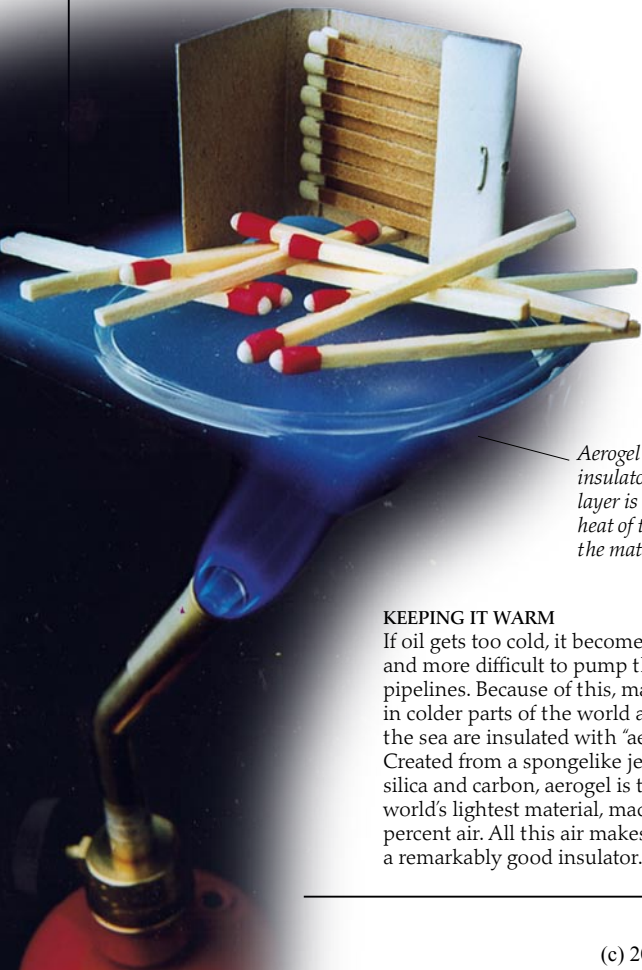 Aerogel
insulato
layer is
heat of t
the mat
KEEPING IT WARM
If oil gets too cold, it become
and more difficult to pump th
pipelines. Because of this, ma
in colder parts of the world a
the sea are insulated with “ae
Created from a spongelike je
silica and carbon, aerogel is t
world’s lightest material, mad
percent air. All this air makes
a remarkably good insulator.
(c) 20